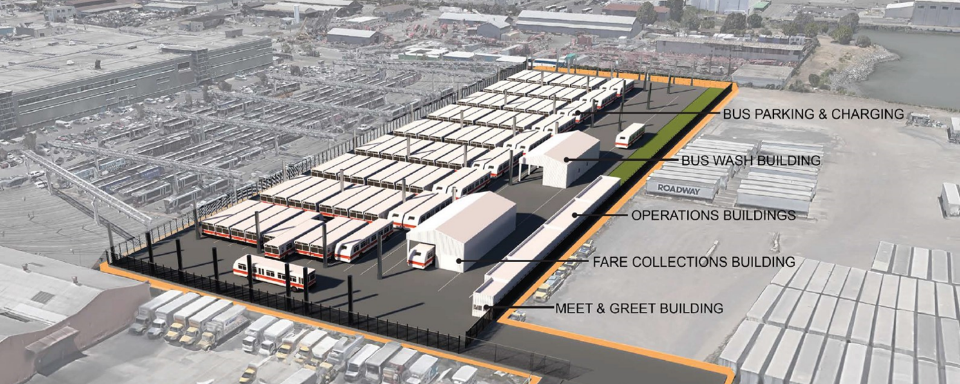 BUS PARKING & CHARGING
BUS WASH BUILDING
ROADWAY
OPERATIONS BUILDINGS
FARE COLLECTIONS BUILDING
MEET & GREET BUILDING